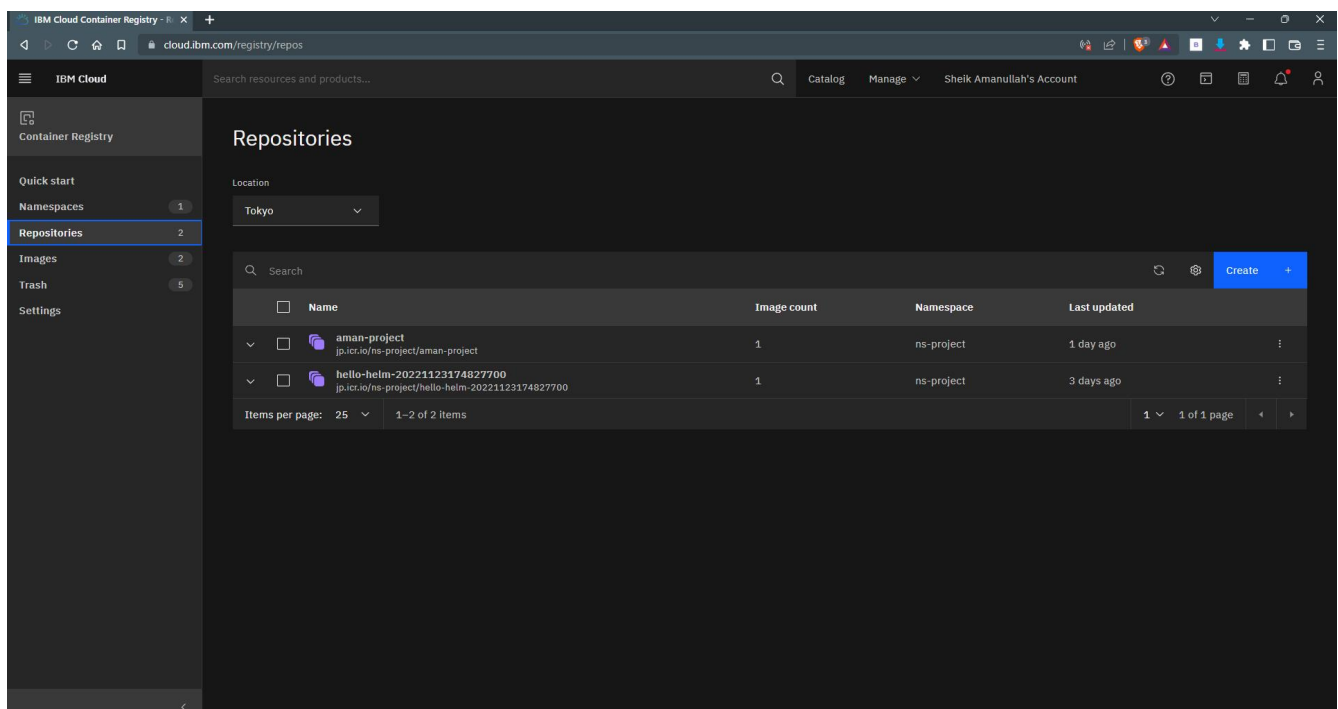 IBM Cloud Container Registry - R
cloud.ibm.com/registry/repos
IBM Cloud
Search resources and products...
Catalog
Manage
Sheik Amanullah's Account
Container Registry
Quick start
Namespaces 1
Repositories 2
Images 2
Trash 5
Settings
Repositories
Location
Tokyo
Search
Create +
Name Image count Namespace Last updated
aman-project 1 ns-project 1 day ago
jp.icr.io/ns-project/aman-project
hello-helm-20221123174827700 1 ns-project 3 days ago
jp.icr.io/ns-project/hello-helm-20221123174827700
Items per page: 25 1–2 of 2 items 1 1 of 1 page